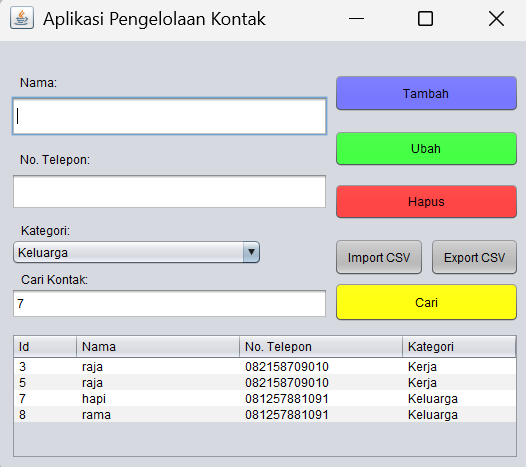 Aplikasi Pengelolaan Kontak
Nama:
Tambah
Ubah
No. Telepon:
Hapus
Kategori:
Keluarga
Import CSV Export CSV
Cari Kontak:
7
Cari
Id Nama No. Telepon Kategori
3 raja 082158709010 Kerja
5 raja 082158709010 Kerja
7 hapi 081257881091 Keluarga
8 rama 081257881091 Keluarga